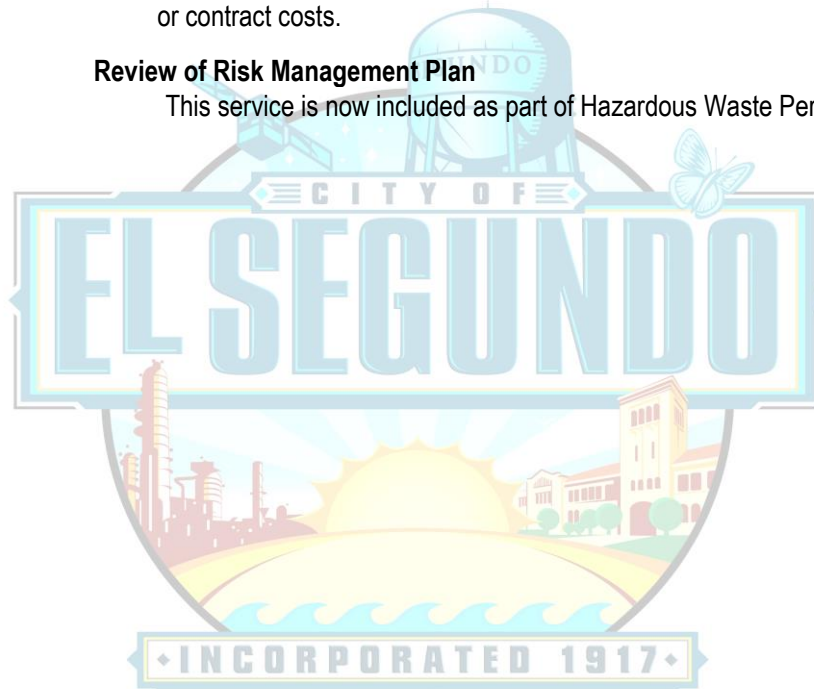 or contract costs.
Review of Risk Management Plan
This service is now included as part of Hazardous Waste Per
UNDO
CITY OF
EL SEGUNDO
INCORPORATED 1917